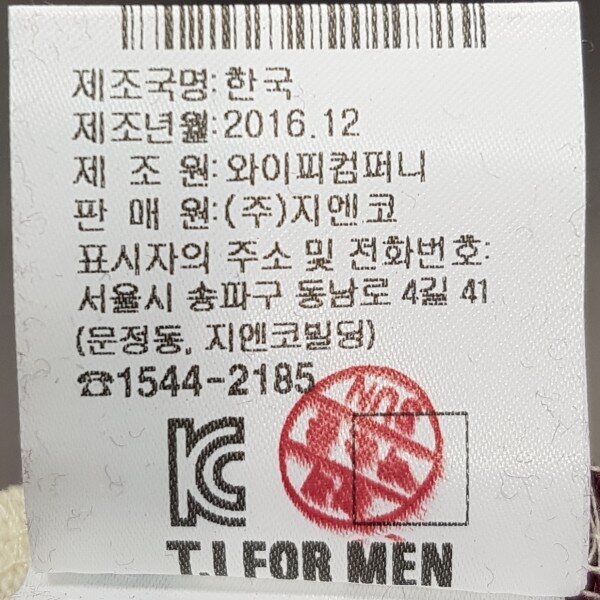 제조국명:한국
제조년월:2016.12
제 조 원:와이피컴퍼니
판 매 원:(주)지엔코
표시자의 주소 및 전화번호:
서울시 송파구 동남로 4길 41
(문정동, 지엔코빌딩)
☎1544-2185
SUN
KC
T.I FOR MEN